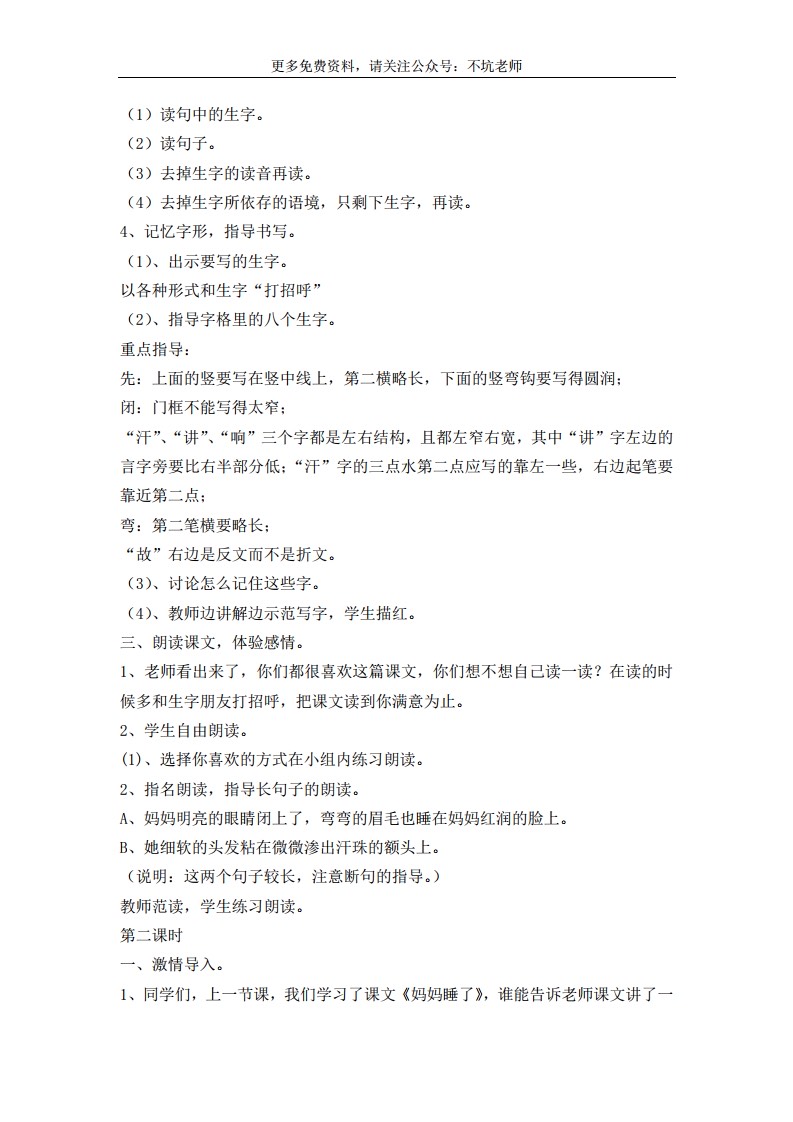 更多免费资料，请关注公众号：不坑老师
（1）读句中的生字。
（2）读句子。
（3）去掉生字的读音再读。
（4）去掉生字所依存的语境，只剩下生字，再读。
4、记忆字形，指导书写。
（1）、出示要写的生字。
以各种形式和生字“打招呼”
（2）、指导字格里的八个生字。
重点指导：
先：上面的竖要写在竖中线上，第二横略长，下面的竖弯钩要写得圆润；
闭：门框不能写得太窄；
“汗”、“讲”、“响”三个字都是左右结构，且都左窄右宽，其中“讲”字左边的
言字旁要比右半部分低；“汗”字的三点水第二点应写的靠左一些，右边起笔要
靠近第二点；
弯：第二笔横要略长；
“故”右边是反文而不是折文。
（3）、讨论怎么记住这些字。
（4）、教师边讲解边示范写字，学生描红。
三、朗读课文，体验感情。
1、老师看出来了，你们都很喜欢这篇课文，你们想不想自己读一读？在读的时
候多和生字朋友打招呼，把课文读到你满意为止。
2、学生自由朗读。
(1)、选择你喜欢的方式在小组内练习朗读。
2、指名朗读，指导长句子的朗读。
A、妈妈明亮的眼睛闭上了，弯弯的眉毛也睡在妈妈红润的脸上。
B、她细软的头发粘在微微渗出汗珠的额头上。
（说明：这两个句子较长，注意断句的指导。）
教师范读，学生练习朗读。
第二课时
一、激情导入。
1、同学们，上一节课，我们学习了课文《妈妈睡了》，谁能告诉老师课文讲了一